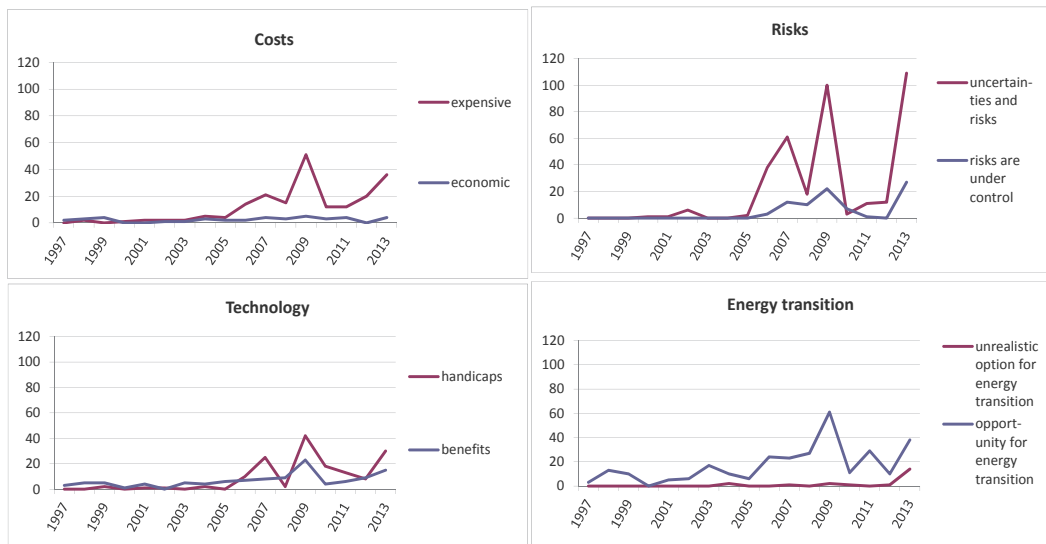 Costs
120
100
80
60
40
20
0
1997
1999
2001
2003
2005
2007
2009
2011
2013
expensive
economic
Risks
120
100
80
60
40
20
0
1997
1999
2001
2003
2005
2007
2009
2011
2013
uncertain-
ties and
risks
risks are
under
control
Technology
120
100
80
60
40
20
0
1997
1999
2001
2003
2005
2007
2009
2011
2013
handicaps
benefits
Energy transition
120
100
80
60
40
20
0
1997
1999
2001
2003
2005
2007
2009
2011
2013
unrealistic
option for
energy
transition
opport-
unity for
energy
transition